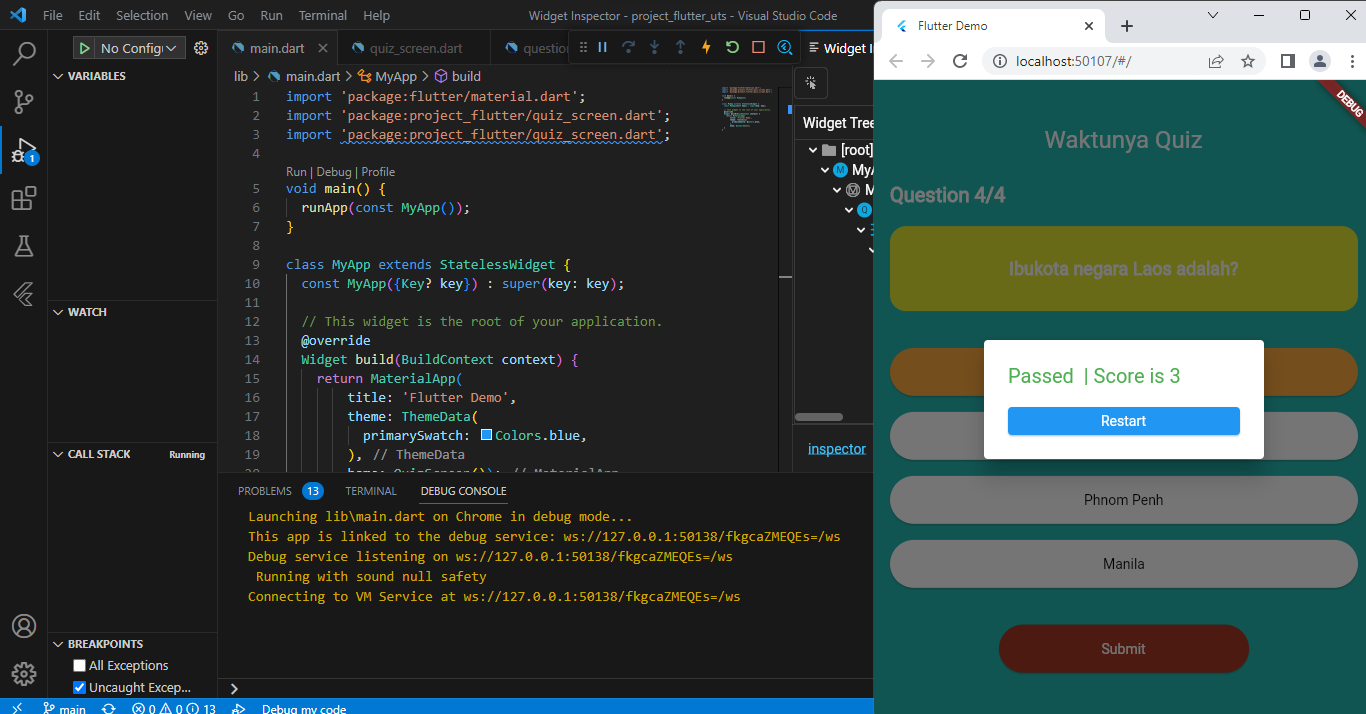 File Edit Selection View Go Run Terminal Help
Widget Inspector - project_flutter_uts - Visual Studio Code
No Config
VARIABLES
WATCH
CALL STACK
Running
BREAKPOINTS
All Exceptions
Uncaught Excep...
main.dart
quiz_screen.dart
question
Widget I
lib > main.dart > MyApp > build
1 import 'package:flutter/material.dart';
2 import 'package:project_flutter/quiz_screen.dart';
3 import 'package:project_flutter/quiz_screen.dart';
4
Run | Debug | Profile
5 void main() {
6 runApp(const MyApp());
7 }
8
9 class MyApp extends StatelessWidget {
10 const MyApp({Key? key}) : super(key: key);
11
12 // This widget is the root of your application.
13 @override
14 Widget build(BuildContext context) {
15 return MaterialApp(
16 title: 'Flutter Demo',
17 theme: ThemeData(
18 primarySwatch: Colors.blue,
19 ), // ThemeData
20 home: QuizScreen()); // MaterialApp
Widget Tree
[root]
MyA
M
inspector
PROBLEMS 13 TERMINAL DEBUG CONSOLE
Launching lib\main.dart on Chrome in debug mode...
This app is linked to the debug service: ws://127.0.0.1:50138/fkgcaZMEQEs=/ws
Debug service listening on ws://127.0.0.1:50138/fkgcaZMEQEs=/ws
Running with sound null safety
Connecting to VM Service at ws://127.0.0.1:50138/fkgcaZMEQEs=/ws
main 0 0 13 Debug my code
1
Flutter Demo
localhost:50107/#/
DEBUG
Waktunya Quiz
Question 4/4
Ibukota negara Laos adalah?
Passed | Score is 3
Restart
Phnom Penh
Manila
Submit